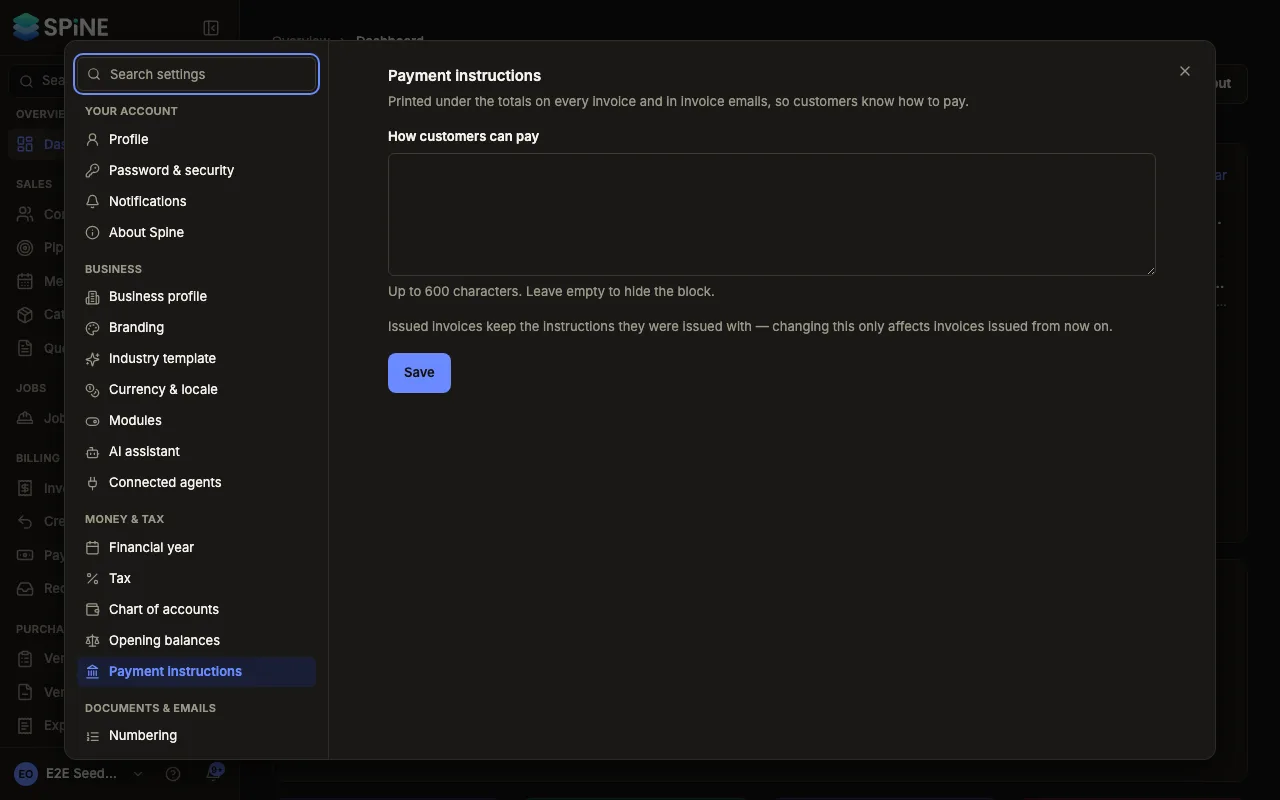 SPiNE
Overview
Dashboard
Search settings
YOUR ACCOUNT
Profile
Password & security
Notifications
About Spine
BUSINESS
Business profile
Branding
Industry template
Currency & locale
Modules
AI assistant
Connected agents
MONEY & TAX
Financial year
Tax
Chart of accounts
Opening balances
Payment instructions
DOCUMENTS & EMAILS
Numbering
Payment instructions
Printed under the totals on every invoice and in invoice emails, so customers know how to pay.
How customers can pay
Up to 600 characters. Leave empty to hide the block.
Issued invoices keep the instructions they were issued with — changing this only affects invoices issued from now on.
Save
SALES
JOBS
BILLING
EO E2E Seed...
9+